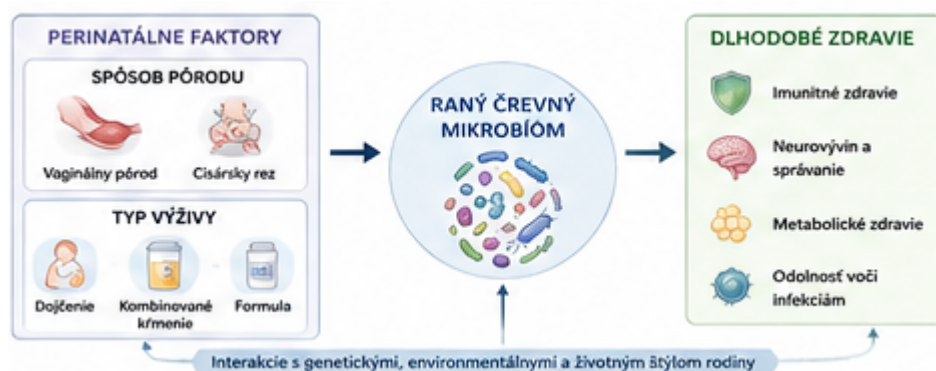 PERINATÁLNE FAKTORY
SPÔSOB PÔRODU
Vaginálny pôrod
Cisársky rez
TYP VÝŽIVY
Dojčenie
Kombinované
kŕmenie
Formula
RANÝ ČREVNÝ
MIKROBIÓM
DLHODOBÉ ZDRAVIE
Imunitné zdravie
Neurovývin a
správanie
Metabolické zdravie
Odolnosť voči
infekciám
Interakcie s genetickými, environmentálnymi a životným štýlom rodiny